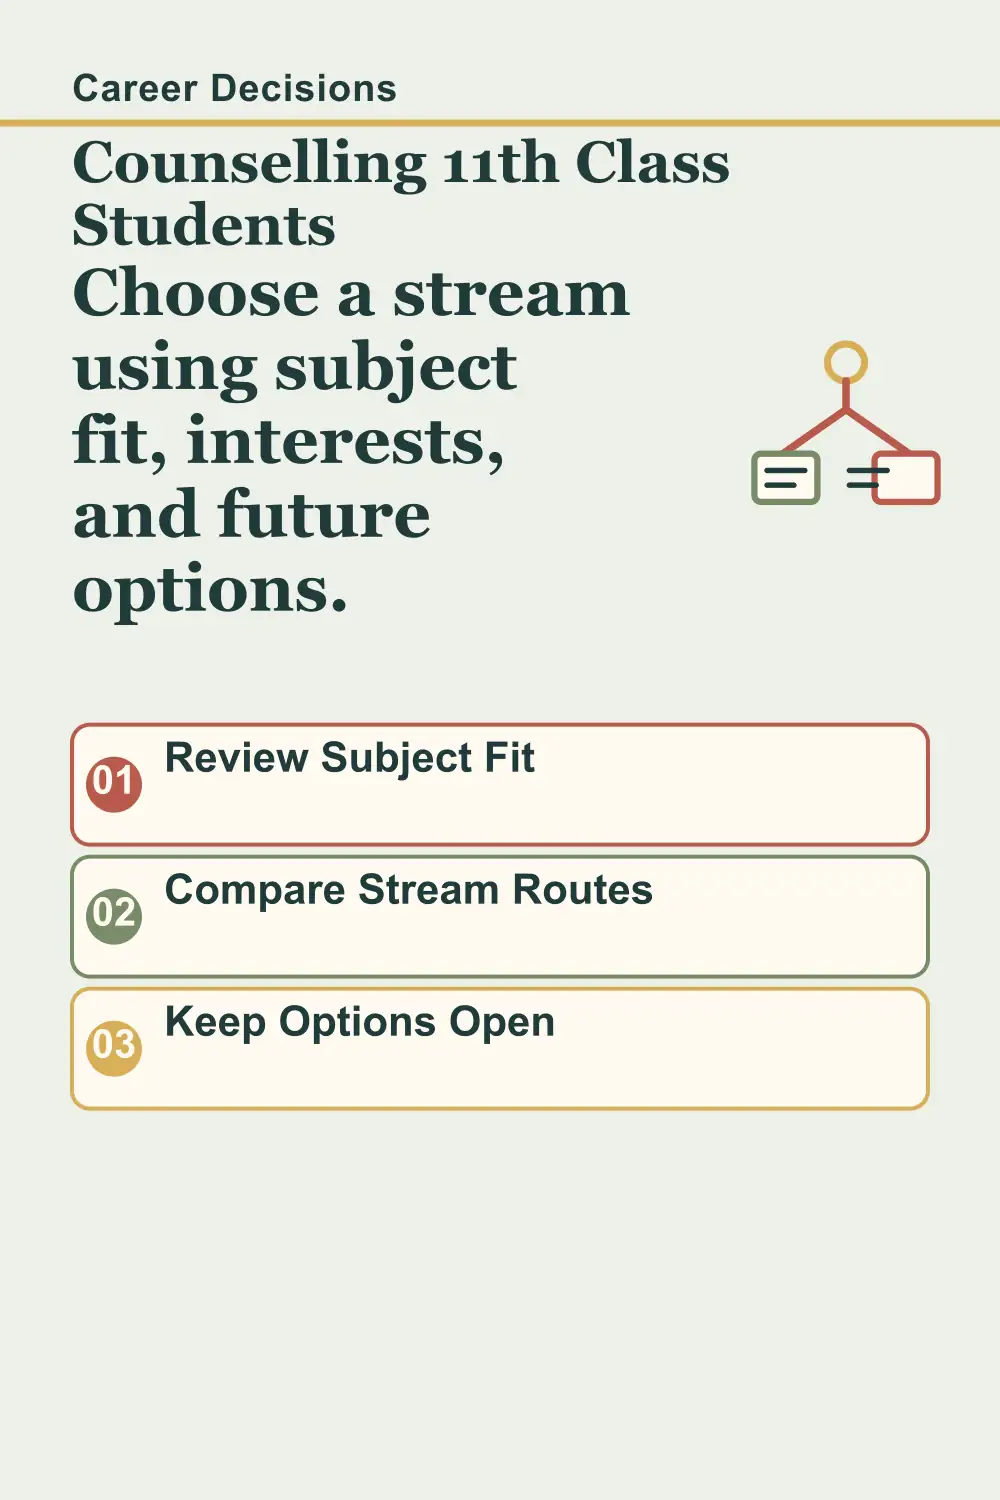 Career Decisions
Counselling 11th Class
Students
Choose a stream
using subject
fit, interests,
and future
options.
01 Review Subject Fit
02 Compare Stream Routes
03 Keep Options Open